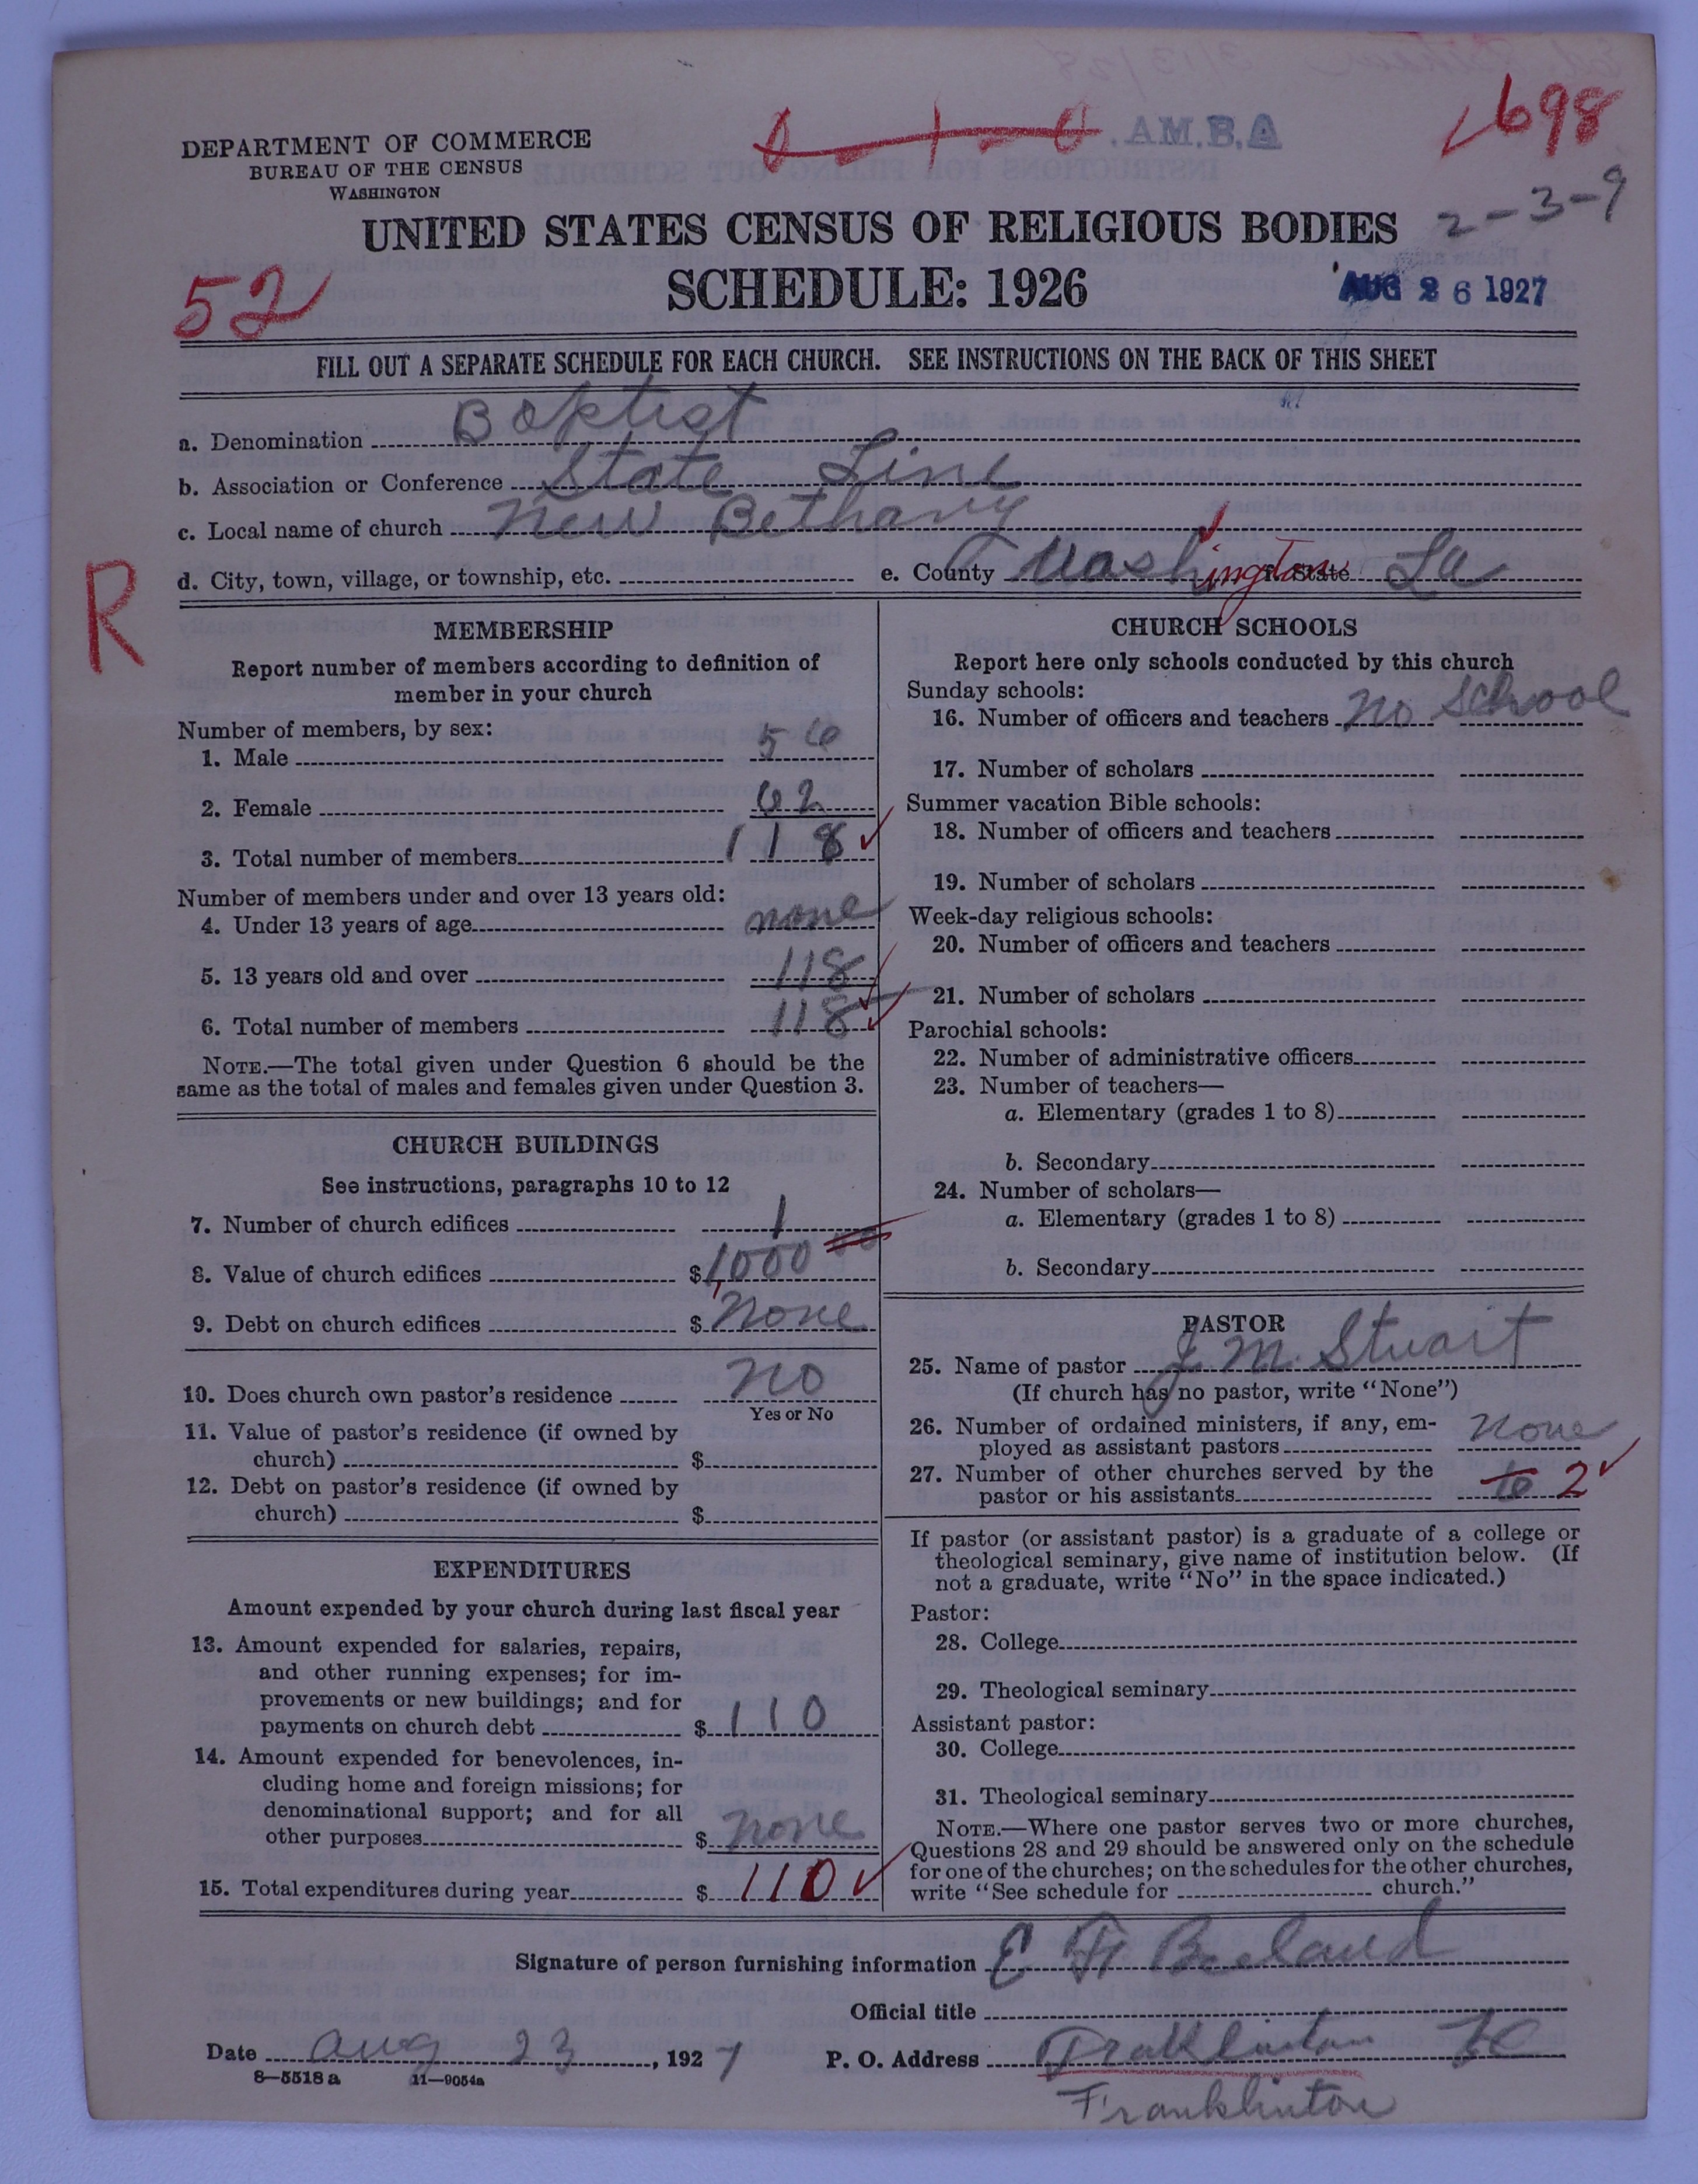 698
A.B.M.A.
DEPARTMENT OF COMMERCE
BUREAU OF THE CENSUS
WASHINGTON
2-3-9
UNITED STATES CENSUS OF RELIGIOUS BODIES
52
SCHEDULE: 1926
AUG 26 1927
FILL OUT A SEPARATE SCHEDULE FOR EACH CHURCH. SEE INSTRUCTIONS ON THE BACK OF THIS SHEET
a. Denomination Baptist
b. Association or Conference State Line
c. Local name of church New Bethany
d. City, town, village, or township, etc. e. County Washington f. State La
R
MEMBERSHIP
Report number of members according to definition of
member in your church
Number of members, by sex:
1. Male 56
2. Female 62
3. Total number of members 118
Number of members under and over 13 years old:
4. Under 13 years of age none
5. 13 years old and over 118
6. Total number of members 118
NOTE.—The total given under Question 6 should be the
same as the total of males and females given under Question 3.
CHURCH BUILDINGS
See instructions, paragraphs 10 to 12
7. Number of church edifices 1
8. Value of church edifices $1,000 00
9. Debt on church edifices $ none
10. Does church own pastor's residence no
Yes or No
11. Value of pastor's residence (if owned by
church) $
12. Debt on pastor's residence (if owned by
church) $
EXPENDITURES
Amount expended by your church during last fiscal year
13. Amount expended for salaries, repairs,
and other running expenses; for im-
provements or new buildings; and for
payments on church debt $ 110
14. Amount expended for benevolences, in-
cluding home and foreign missions; for
denominational support; and for all
other purposes $ none
15. Total expenditures during year $ 110
CHURCH SCHOOLS
Report here only schools conducted by this church
Sunday schools:
16. Number of officers and teachers no school
17. Number of scholars
Summer vacation Bible schools:
18. Number of officers and teachers
19. Number of scholars
Week-day religious schools:
20. Number of officers and teachers
21. Number of scholars
Parochial schools:
22. Number of administrative officers
23. Number of teachers—
a. Elementary (grades 1 to 8)
b. Secondary
24. Number of scholars—
a. Elementary (grades 1 to 8)
b. Secondary
PASTOR
25. Name of pastor J M. Stuart
(If church has no pastor, write "None")
26. Number of ordained ministers, if any, em-
ployed as assistant pastors none
27. Number of other churches served by the
pastor or his assistants to 2
If pastor (or assistant pastor) is a graduate of a college or
theological seminary, give name of institution below. (If
not a graduate, write "No" in the space indicated.)
Pastor:
28. College
29. Theological seminary
Assistant pastor:
30. College
31. Theological seminary
NOTE.—Where one pastor serves two or more churches,
Questions 28 and 29 should be answered only on the schedule
for one of the churches; on the schedules for the other churches,
write "See schedule for church."
Signature of person furnishing information E Breland
Official title
Date Aug 23, 1927 P. O. Address
8—5518a 11—9054a
Franklinton